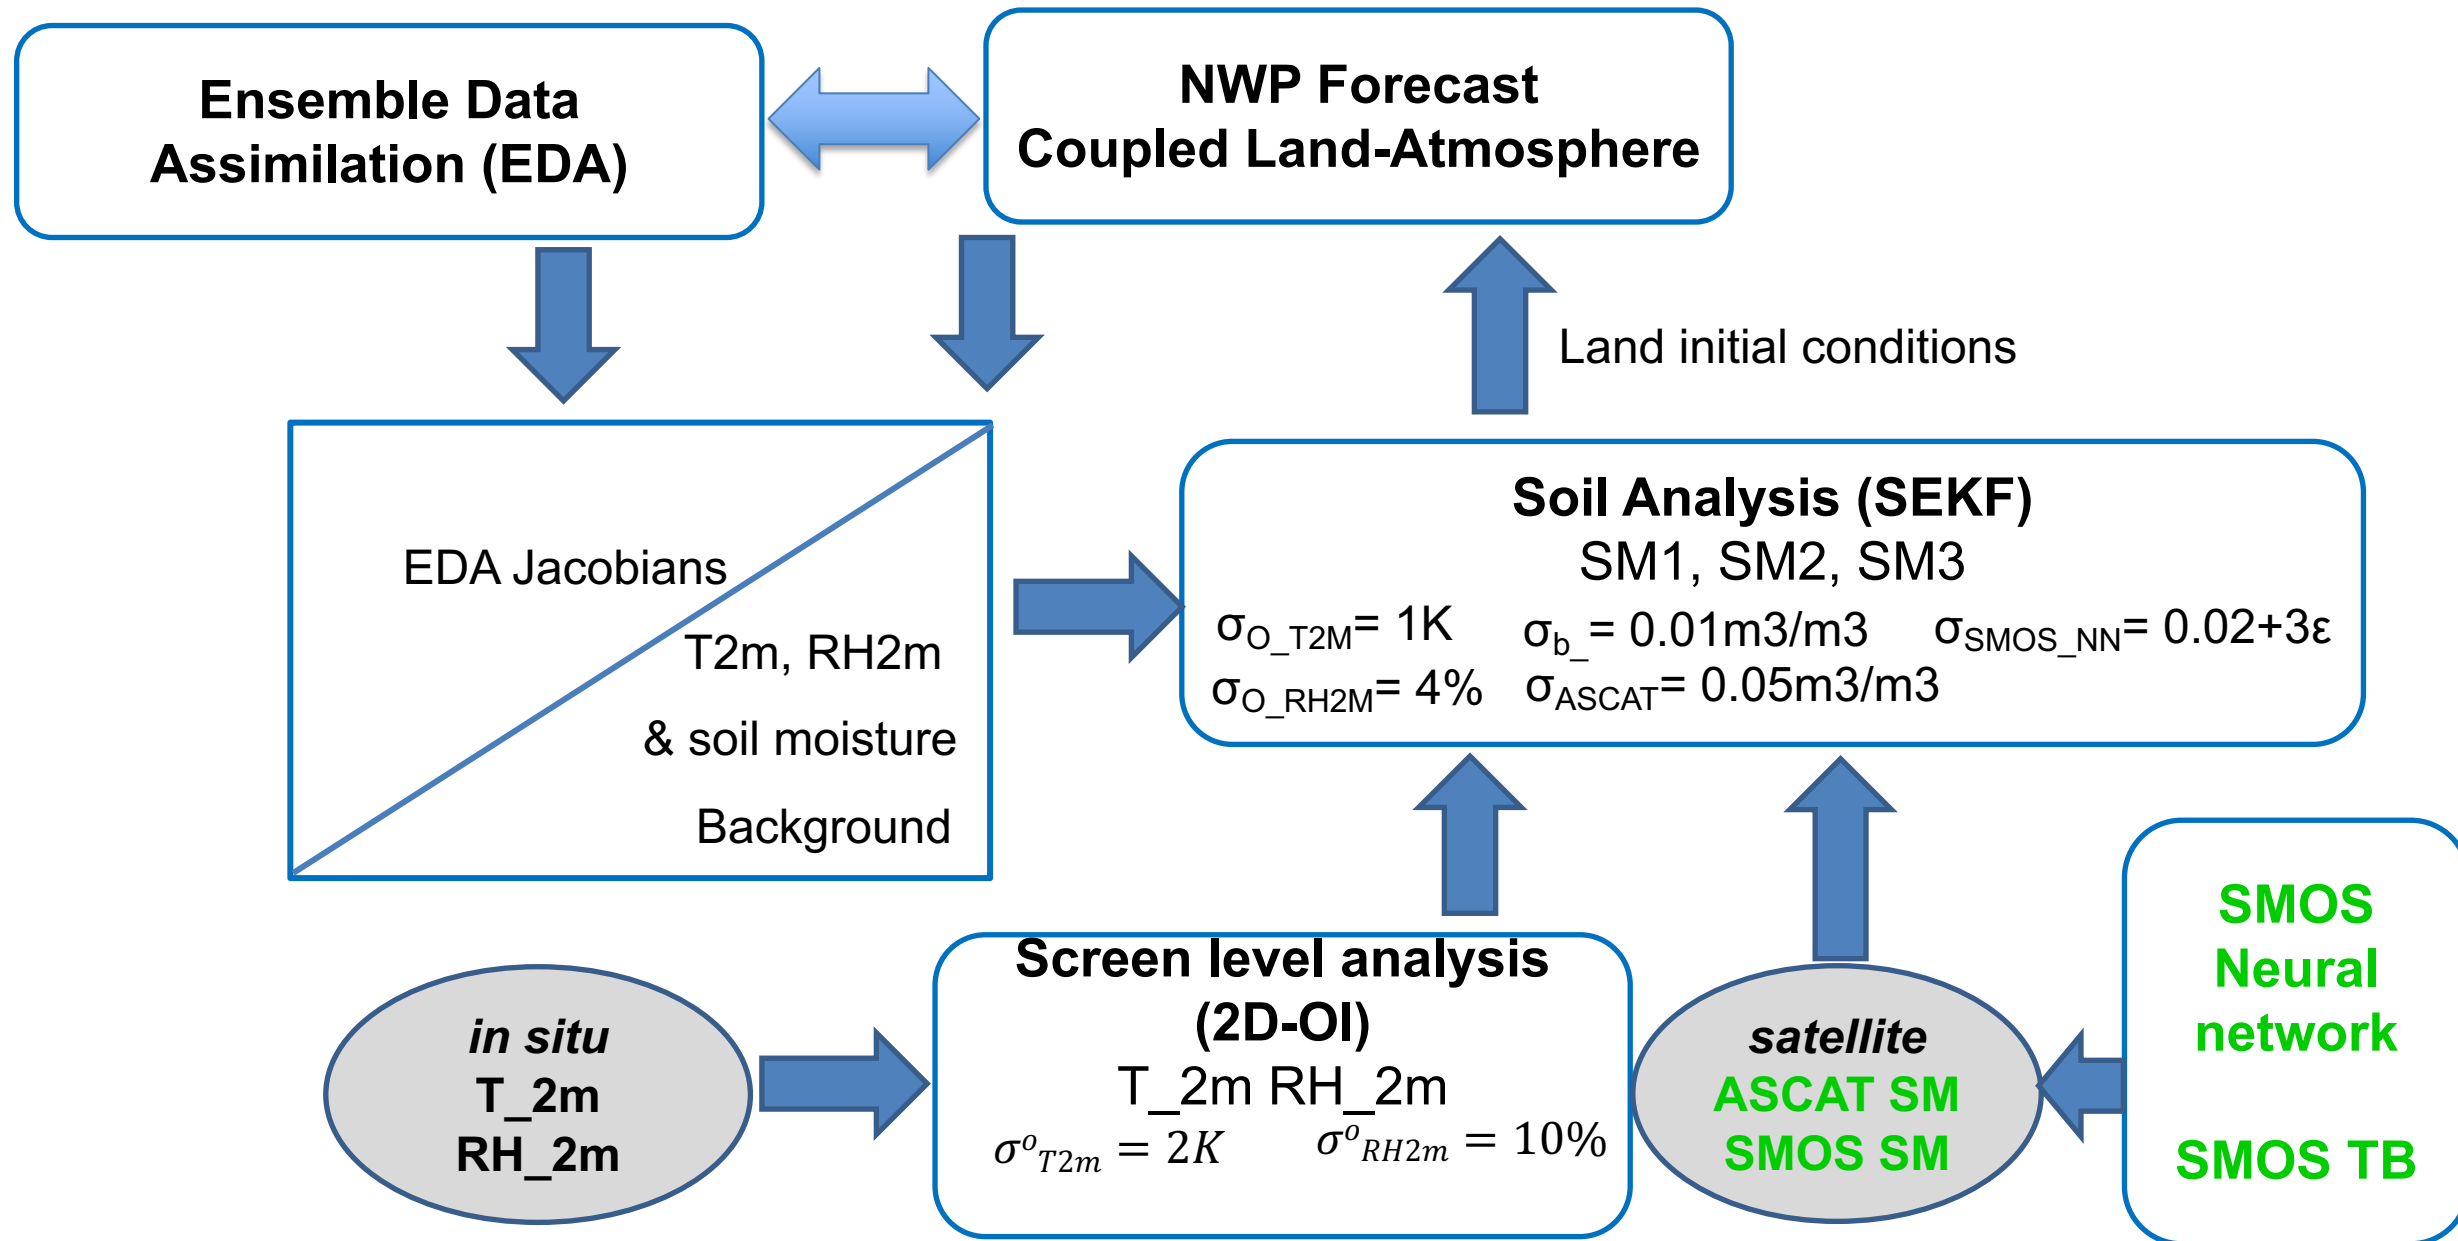 Ensemble Data
Assimilation (EDA)
NWP Forecast
Coupled Land-Atmosphere
Land initial conditions
EDA Jacobians
T2m, RH2m
& soil moisture
Background
Soil Analysis (SEKF)
SM1, SM2, SM3
σO_T2M= 1K σb_= 0.01m3/m3 σSMOS_NN= 0.02+3ε
σO_RH2M= 4% σASCAT= 0.05m3/m3
in situ
T_2m
RH_2m
Screen level analysis
(2D-OI)
T_2m RH_2m
σ^o_T2m = 2K σ^o_RH2m = 10%
satellite
ASCAT SM
SMOS SM
SMOS
Neural
network
SMOS TB